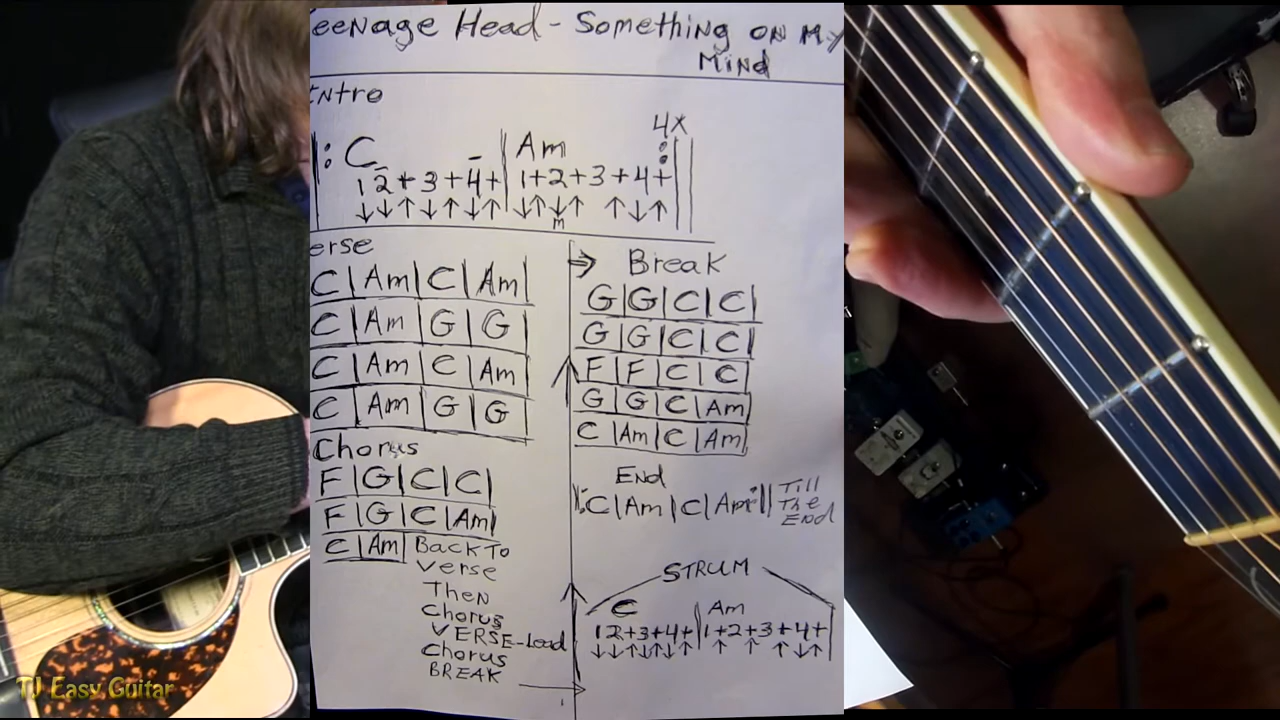 eenage Head - Something on My
Mind
Intro
4X
|: C | Am :||
1 2 + 3 + 4 + | 1 + 2 + 3 + 4 +
↓ ↓ ↑ ↓ ↑ ↓ ↑ ↓ ↑ ↓ ↑ ↑ ↓ ↑
m
erse
C | Am | C | Am |
C | Am | G | G |
C | Am | C | Am |
C | Am | G | G |
Chorus
F | G | C | C |
F | G | C | Am |
C | Am | Back To
Verse
Then
Chorus
VERSE-Lead
Chorus
BREAK
→ Break
G | G | C | C |
G | G | C | C |
F | F | C | C |
G | G | C | Am |
C | Am | C | Am |
End
|: C | Am | C | Am :|| Till
The
End
STRUM
C | Am
1 2 + 3 + 4 + | 1 + 2 + 3 + 4 +
↓ ↓ ↑ ↓ ↑ ↓ ↑ ↑ ↑ ↑ ↓ ↑
TJ Easy Guitar